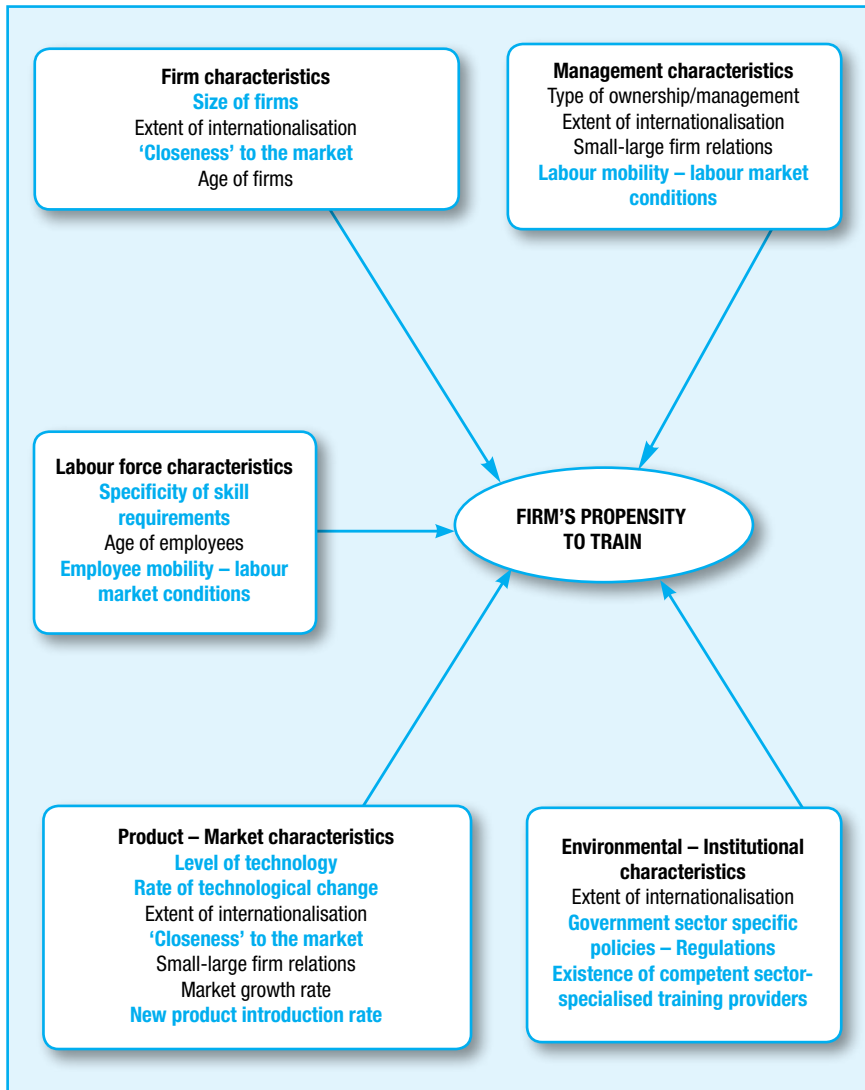 Firm characteristics
Size of firms
Extent of internationalisation
‘Closeness’ to the market
Age of firms
Management characteristics
Type of ownership/management
Extent of internationalisation
Small-large firm relations
Labour mobility – labour market
conditions
Labour force characteristics
Specificity of skill
requirements
Age of employees
Employee mobility – labour
market conditions
FIRM’S PROPENSITY
TO TRAIN
Product – Market characteristics
Level of technology
Rate of technological change
Extent of internationalisation
‘Closeness’ to the market
Small-large firm relations
Market growth rate
New product introduction rate
Environmental – Institutional
characteristics
Extent of internationalisation
Government sector specific
policies – Regulations
Existence of competent sector-
specialised training providers